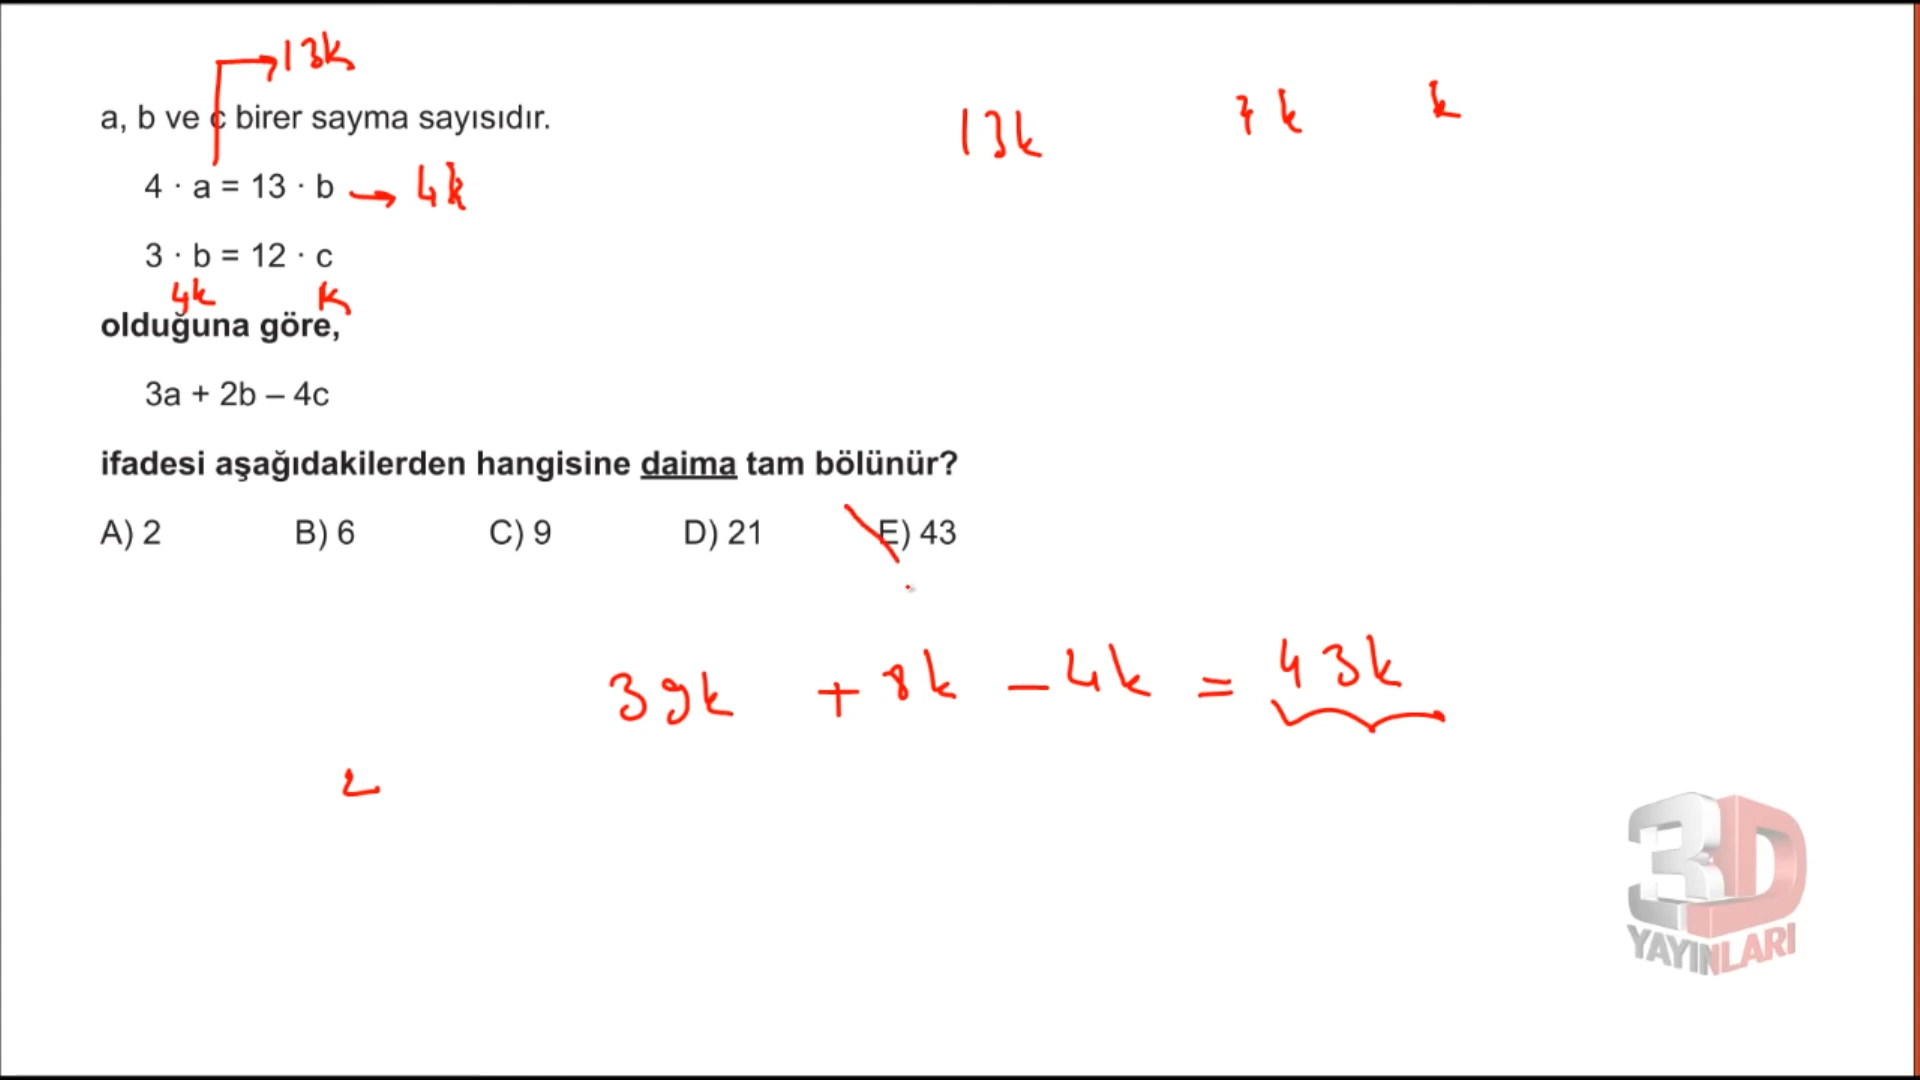 13k
a, b ve c birer sayma sayısıdır.
13k 7k k
4 · a = 13 · b → 4k
3 · b = 12 · c
4k k
olduğuna göre,
3a + 2b – 4c
ifadesi aşağıdakilerden hangisine daima tam bölünür?
A) 2 B) 6 C) 9 D) 21 E) 43
39k + 8k – 4k = 43k
2
3D
YAYINLARI